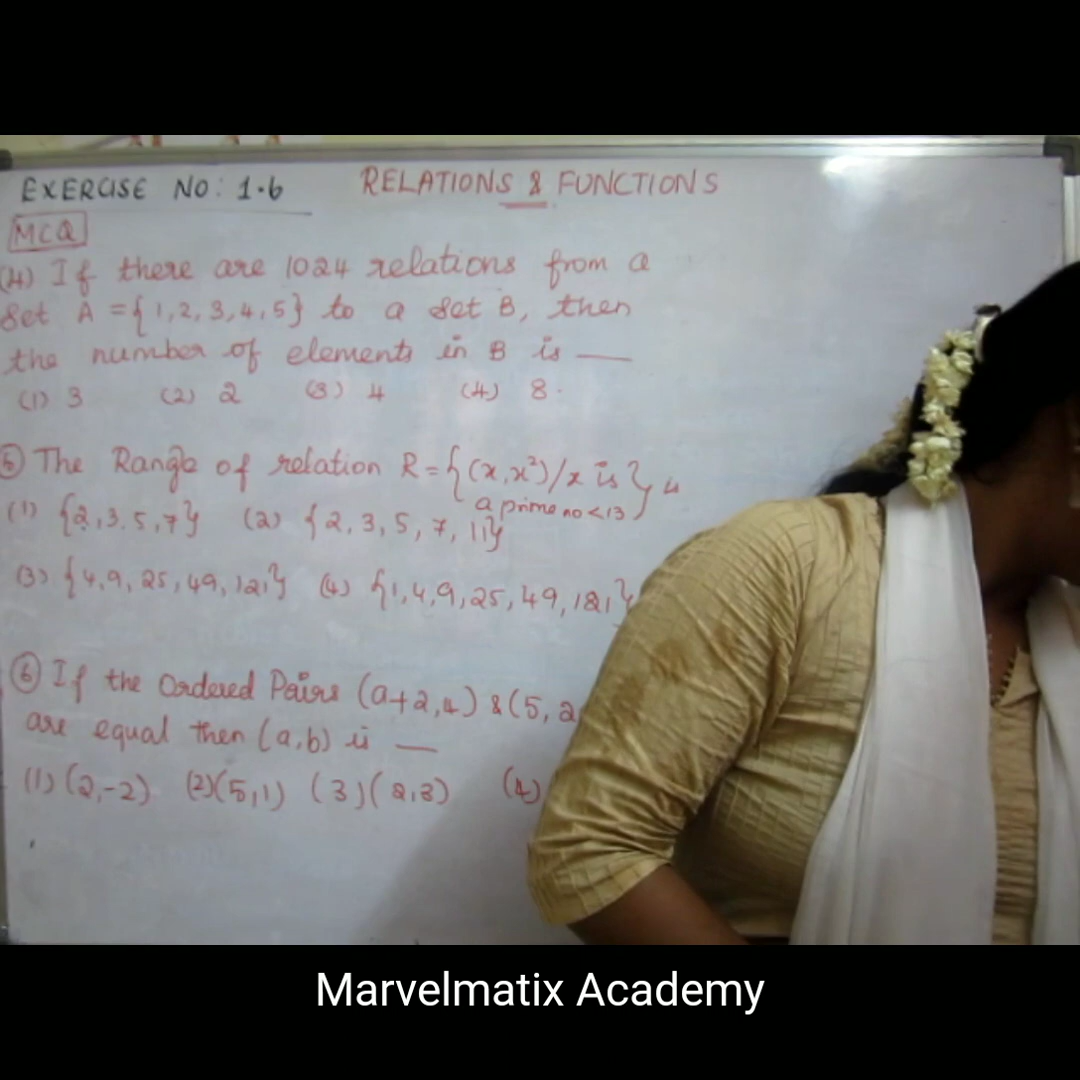 EXERCISE NO: 1.6 RELATIONS & FUNCTIONS
MCQ
(4) If there are 1024 relations from a
set A = {1,2,3,4,5} to a set B, then
the number of elements in B is ___
(1) 3 (2) 2 (3) 4 (4) 8.
⑤ The Range of relation R = {(x, x²)/x is
a prime no <13}
(1) {2,3,5,7} (2) {2,3,5,7,11}
(3) {4,9,25,49,121} (4) {1,4,9,25,49,121}
⑥ If the Ordered Pairs (a+2,4) & (5, 2
are equal then (a,b) is ___
(1) (2,-2) (2) (5,1) (3) (2,3) (4)
Marvelmatix Academy